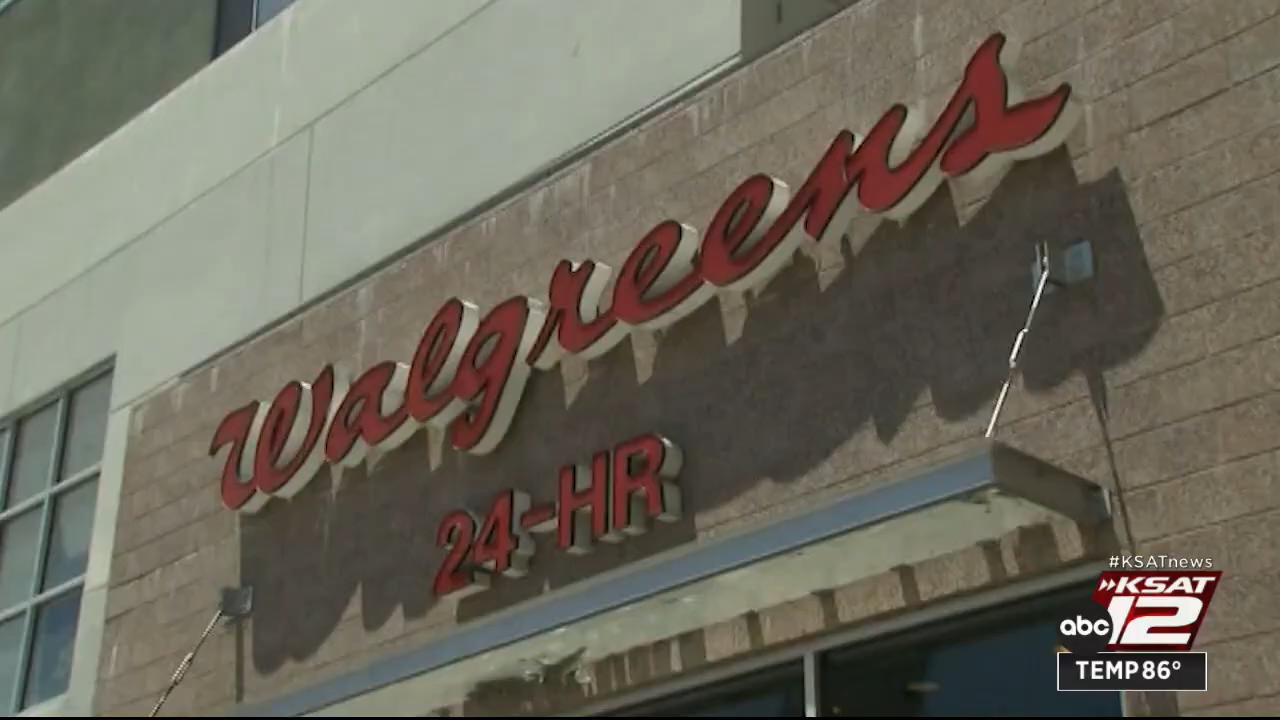 Walgreens
24-HR
#KSATnews
KSAT
abc 12
TEMP 86°